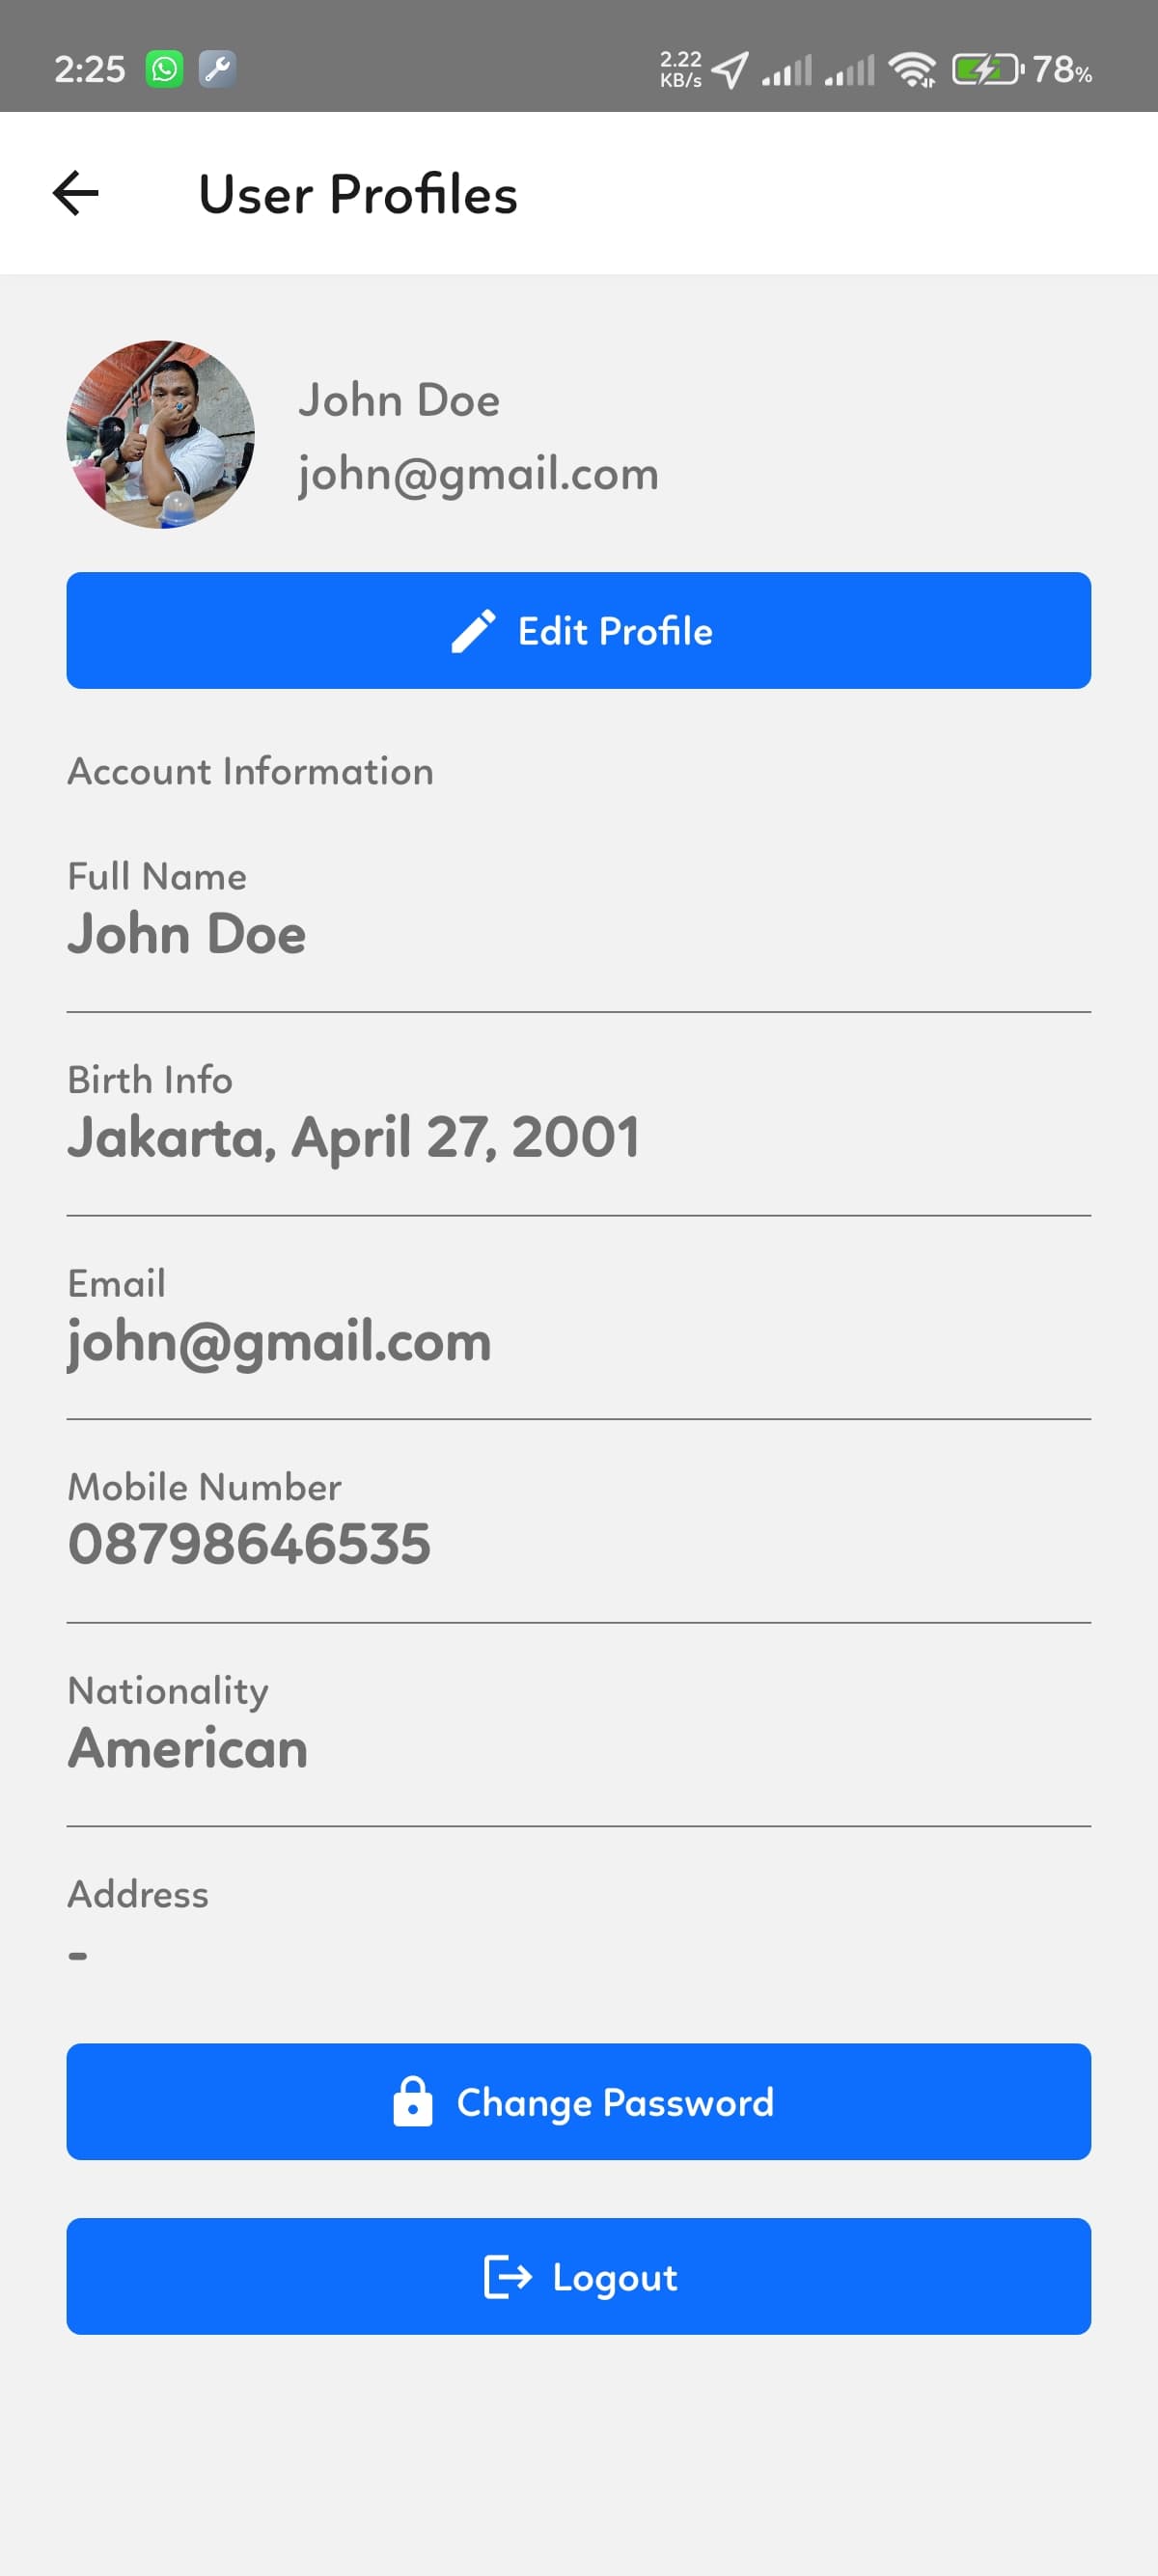 2:25
2.22
KB/s
78%
User Profiles
John Doe
john@gmail.com
Edit Profile
Account Information
Full Name
John Doe
Birth Info
Jakarta, April 27, 2001
Email
john@gmail.com
Mobile Number
08798646535
Nationality
American
Address
-
Change Password
Logout